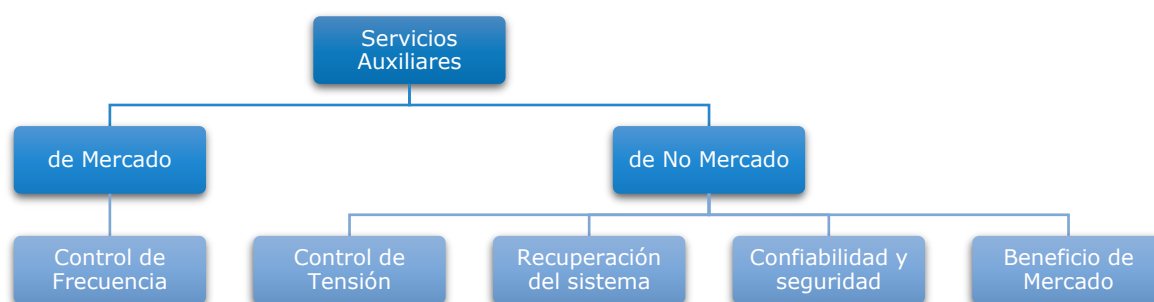 Servicios
Auxiliares
de Mercado
de No Mercado
Control de
Frecuencia
Control de
Tensión
Recuperación
del sistema
Confiabilidad y
seguridad
Beneficio de
Mercado